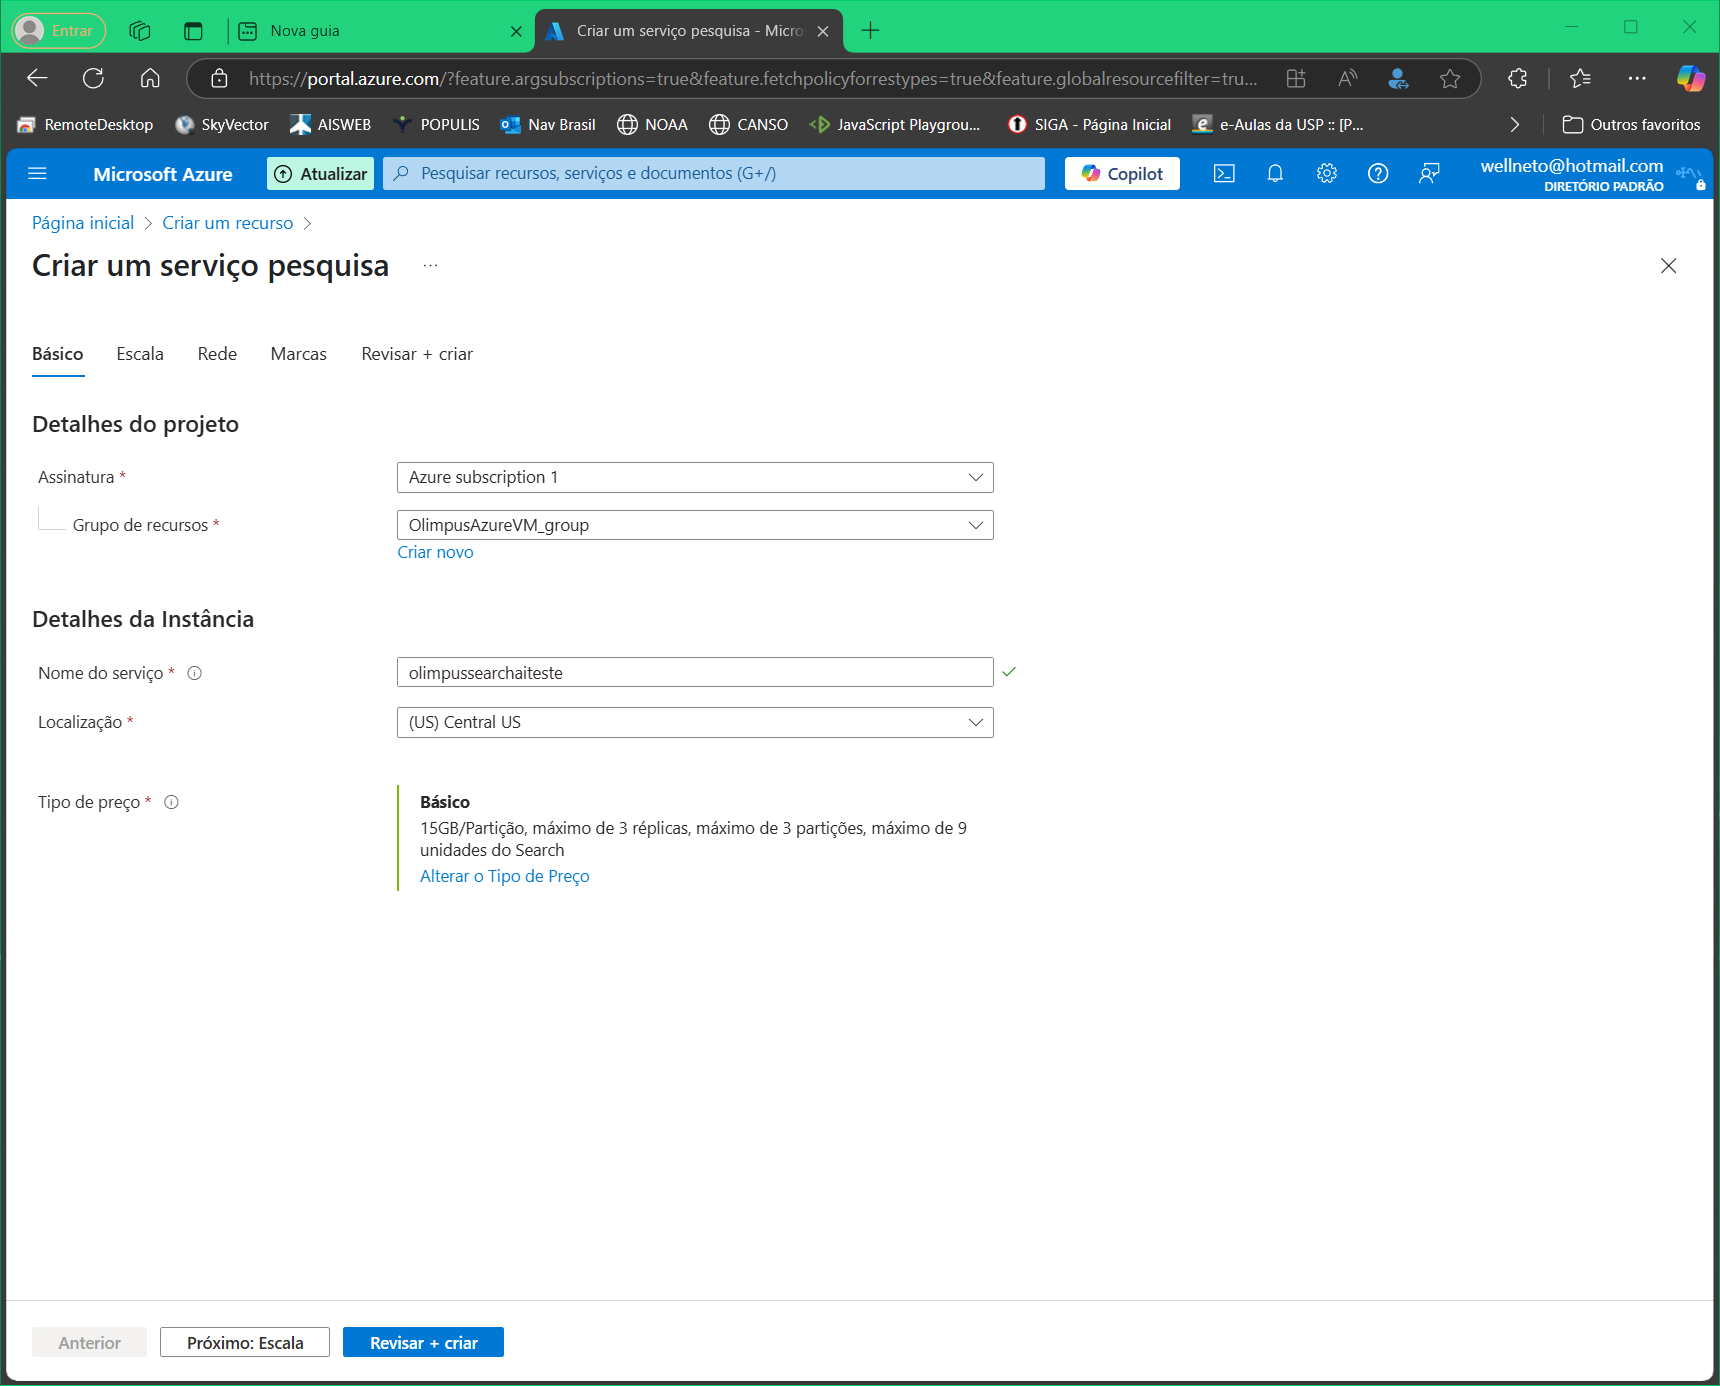 Entrar
Nova guia
Criar um serviço pesquisa - Micro
https://portal.azure.com/?feature.argsubscriptions=true&feature.fetchpolicyforrestypes=true&feature.globalresourcefilter=tru...
RemoteDesktop
SkyVector
AISWEB
POPULIS
Nav Brasil
NOAA
CANSO
JavaScript Playgrou...
SIGA - Página Inicial
e-Aulas da USP :: [P...
Outros favoritos
Microsoft Azure
Atualizar
Pesquisar recursos, serviços e documentos (G+/)
Copilot
wellneto@hotmail.com
DIRETÓRIO PADRÃO
Página inicial > Criar um recurso >
Criar um serviço pesquisa ...
Básico
Escala
Rede
Marcas
Revisar + criar
Detalhes do projeto
Assinatura *
Azure subscription 1
Grupo de recursos *
OlimpusAzureVM_group
Criar novo
Detalhes da Instância
Nome do serviço *
olimpussearchaiteste
Localização *
(US) Central US
Tipo de preço *
Básico
15GB/Partição, máximo de 3 réplicas, máximo de 3 partições, máximo de 9
unidades do Search
Alterar o Tipo de Preço
Anterior
Próximo: Escala
Revisar + criar